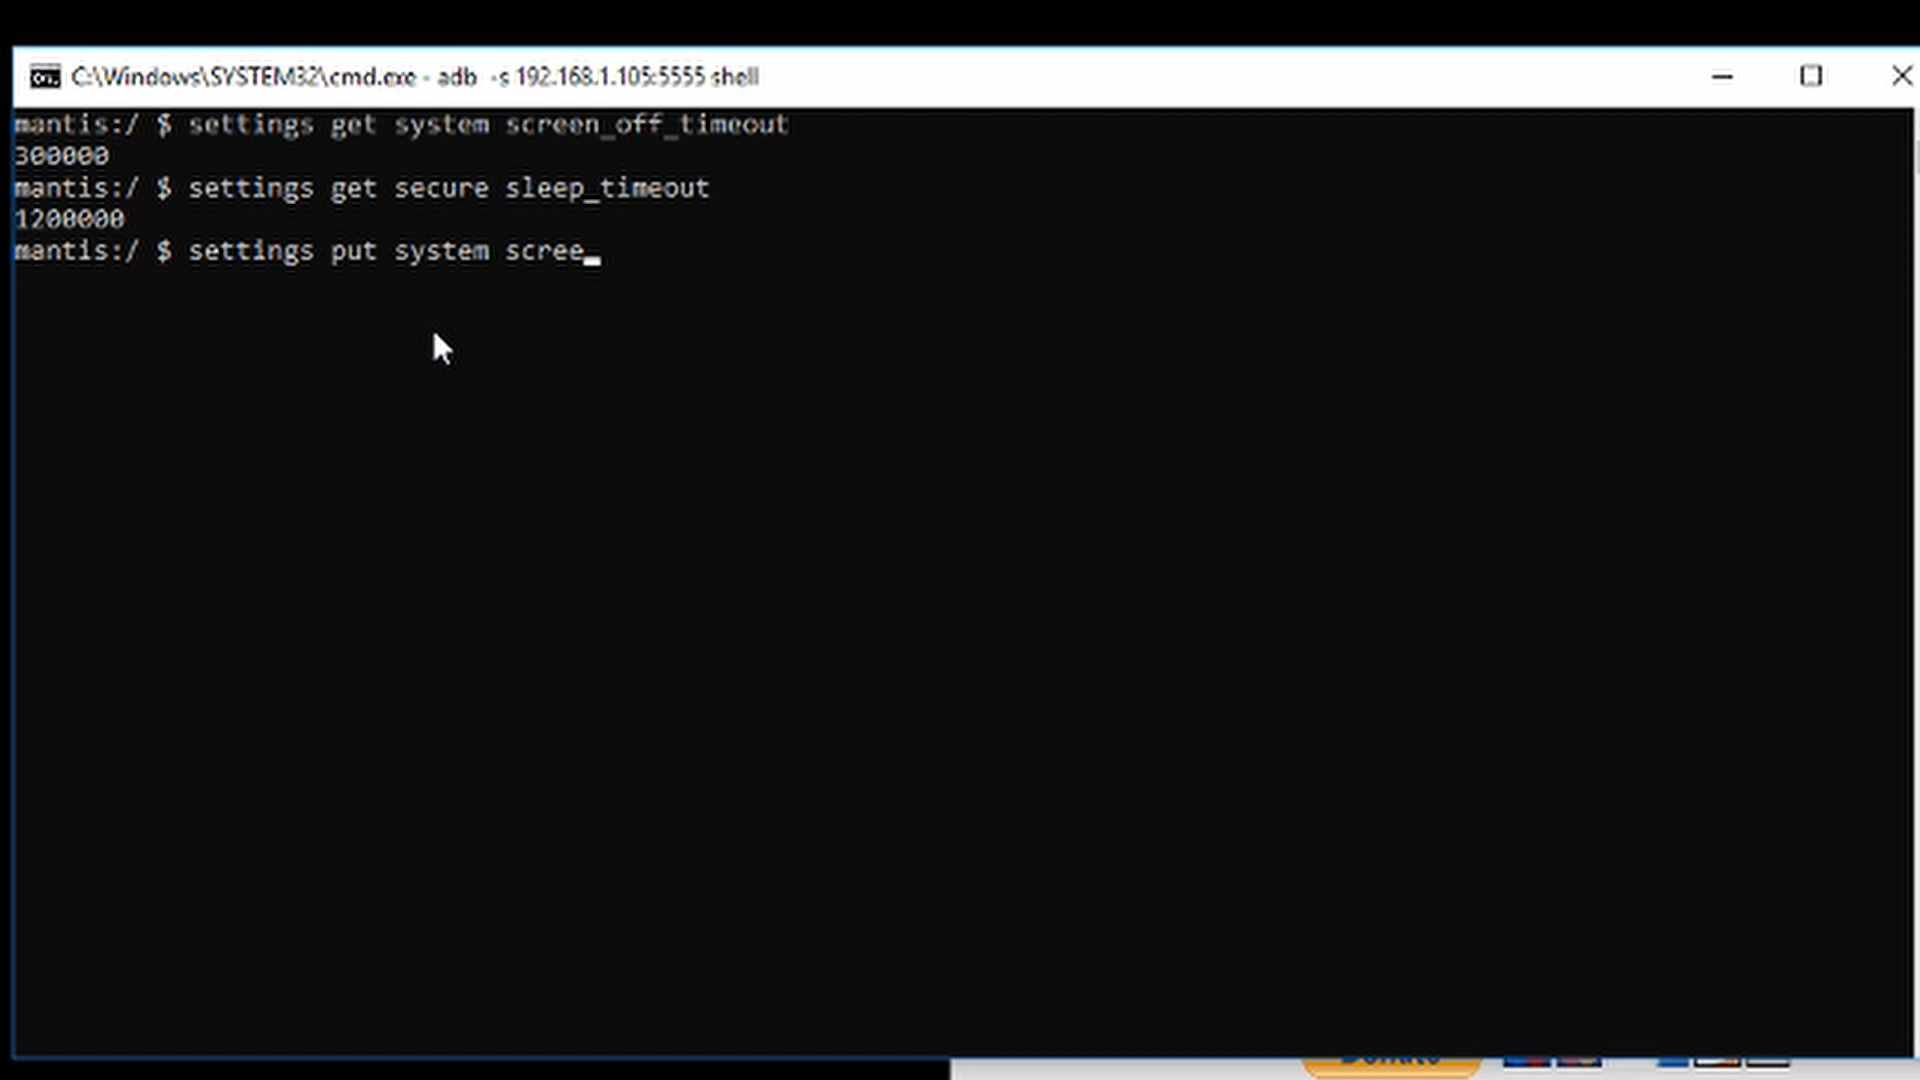 C:\Windows\SYSTEM32\cmd.exe - adb  -s 192.168.1.105:5555 shell
mantis:/ $ settings get system screen_off_timeout
300000
mantis:/ $ settings get secure sleep_timeout
1200000
mantis:/ $ settings put system scree